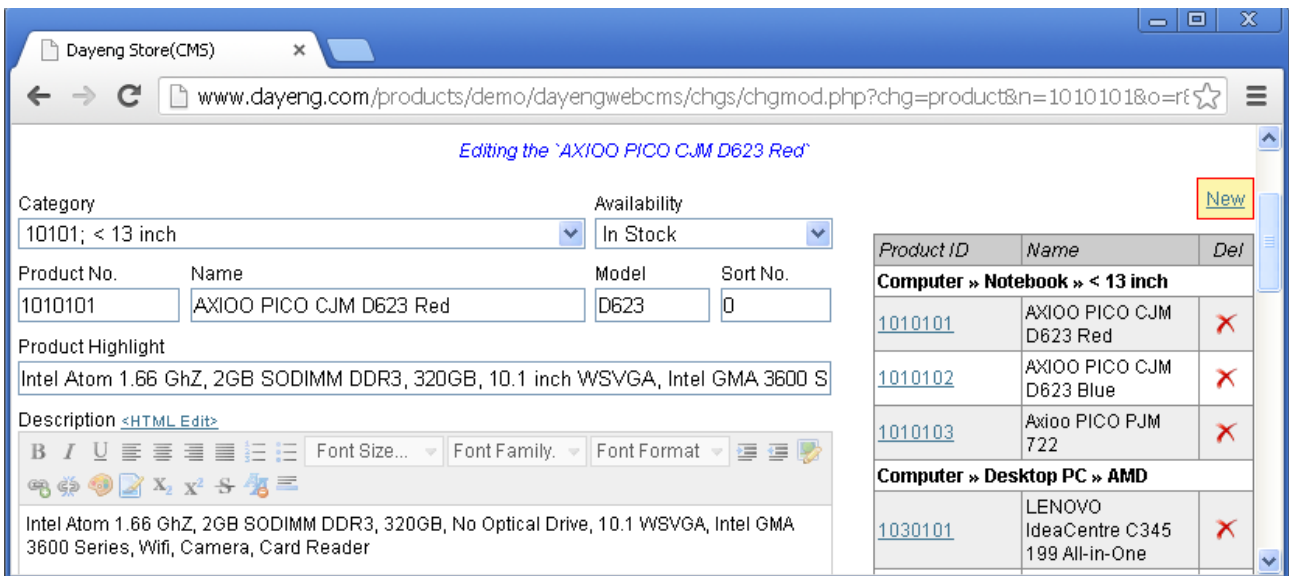 Dayeng Store(CMS)
www.dayeng.com/products/demo/dayengwebcms/chgs/chgmod.php?chg=product&n=1010101&o=r
Editing the `AXIOO PICO CJM D623 Red`
Category
Availability
10101; < 13 inch
In Stock
Product No.
Name
Model
Sort No.
1010101
AXIOO PICO CJM D623 Red
D623
0
Product Highlight
Intel Atom 1.66 GhZ, 2GB SODIMM DDR3, 320GB, 10.1 inch WSVGA, Intel GMA 3600 S
Description <HTML Edit>
B I U Font Size... Font Family. Font Format
X2 X2 S
Intel Atom 1.66 GhZ, 2GB SODIMM DDR3, 320GB, No Optical Drive, 10.1 WSVGA, Intel GMA
3600 Series, Wifi, Camera, Card Reader
New
Product ID Name Del
Computer » Notebook » < 13 inch
1010101
AXIOO PICO CJM
D623 Red
1010102
AXIOO PICO CJM
D623 Blue
1010103
Axioo PICO PJM
722
Computer » Desktop PC » AMD
1030101
LENOVO
IdeaCentre C345
199 All-in-One